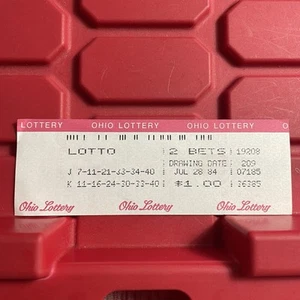 LOTTERY OHIO LOTTERY OHIO LOTTERY O
LOTTO 2 BETS 19208
DRAWING DATE 209
J 7-11-21-33-34-40 JUL 28 84 07185
K 11-16-24-30-33-40 $1.00 36385
Ohio Lottery Ohio Lottery Ohio Lottery